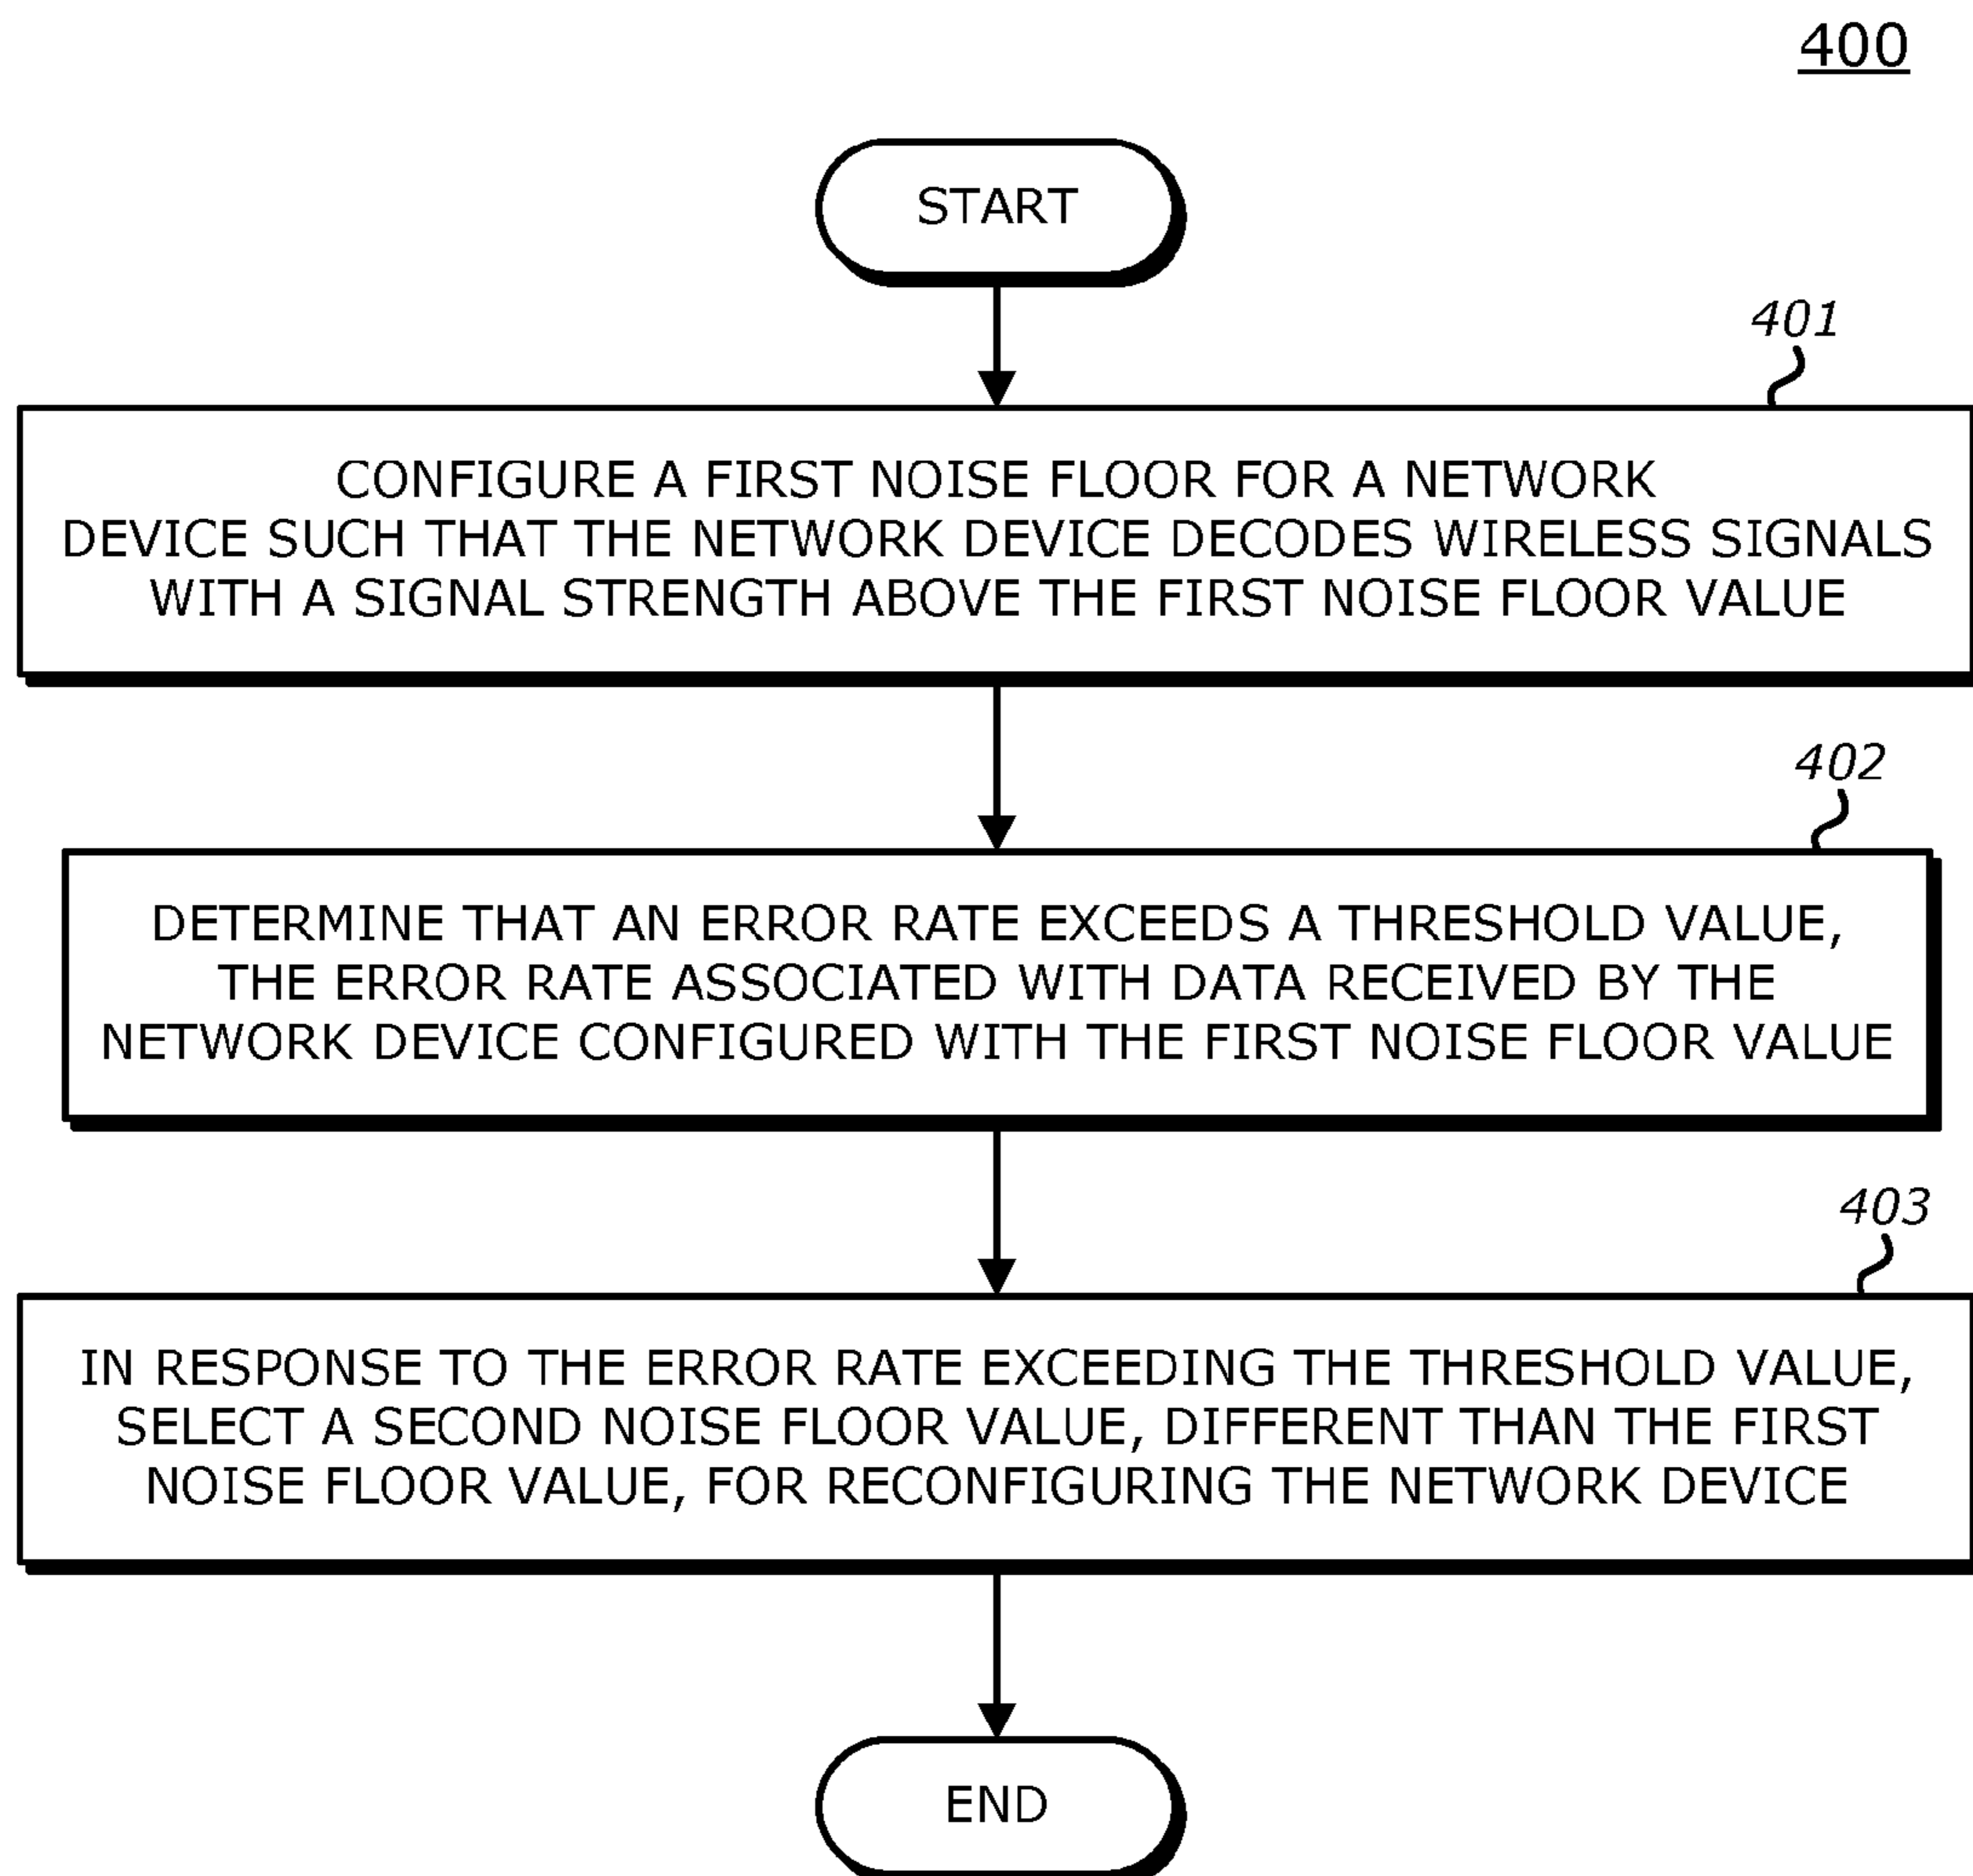 400
START
401
CONFIGURE A FIRST NOISE FLOOR FOR A NETWORK
DEVICE SUCH THAT THE NETWORK DEVICE DECODES WIRELESS SIGNALS
WITH A SIGNAL STRENGTH ABOVE THE FIRST NOISE FLOOR VALUE
402
DETERMINE THAT AN ERROR RATE EXCEEDS A THRESHOLD VALUE,
THE ERROR RATE ASSOCIATED WITH DATA RECEIVED BY THE
NETWORK DEVICE CONFIGURED WITH THE FIRST NOISE FLOOR VALUE
403
IN RESPONSE TO THE ERROR RATE EXCEEDING THE THRESHOLD VALUE,
SELECT A SECOND NOISE FLOOR VALUE, DIFFERENT THAN THE FIRST
NOISE FLOOR VALUE, FOR RECONFIGURING THE NETWORK DEVICE
END